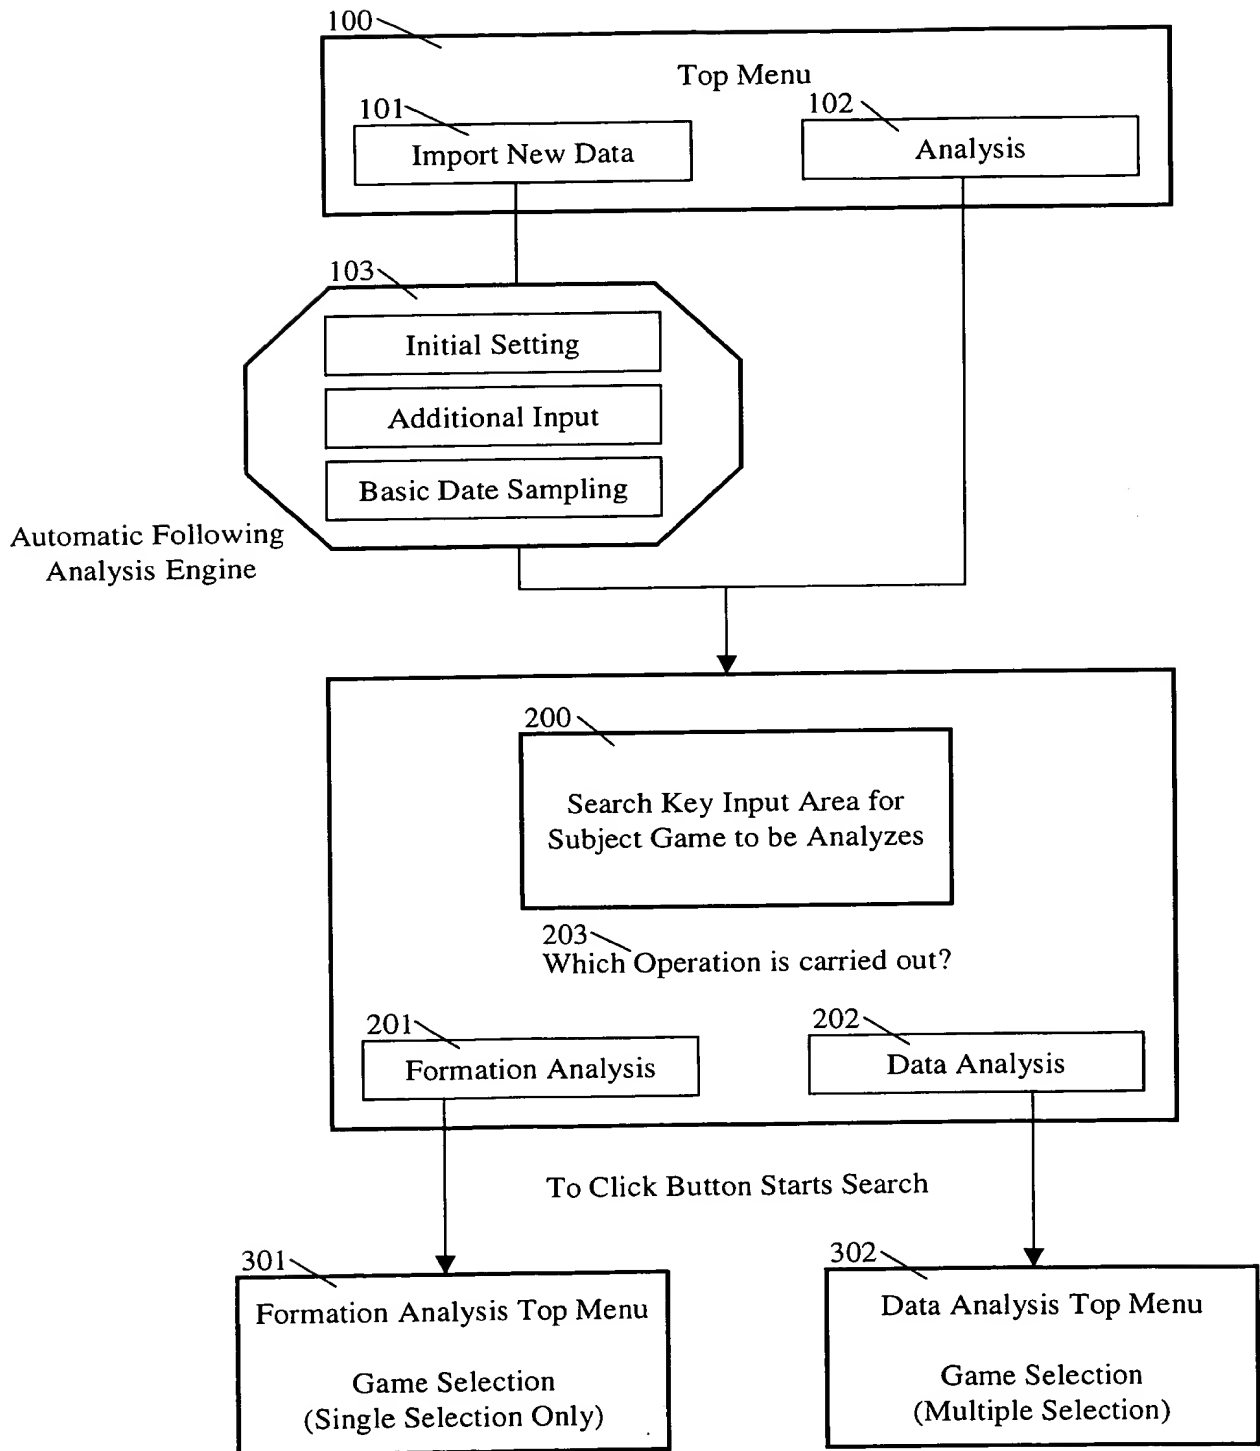 100
Top Menu
101
102
Import New Data
Analysis
103
Initial Setting
Additional Input
Basic Date Sampling
Automatic Following
Analysis Engine
200
Search Key Input Area for
Subject Game to be Analyzes
203
Which Operation is carried out?
201
202
Formation Analysis
Data Analysis
To Click Button Starts Search
301
302
Formation Analysis Top Menu
Game Selection
(Single Selection Only)
Data Analysis Top Menu
Game Selection
(Multiple Selection)